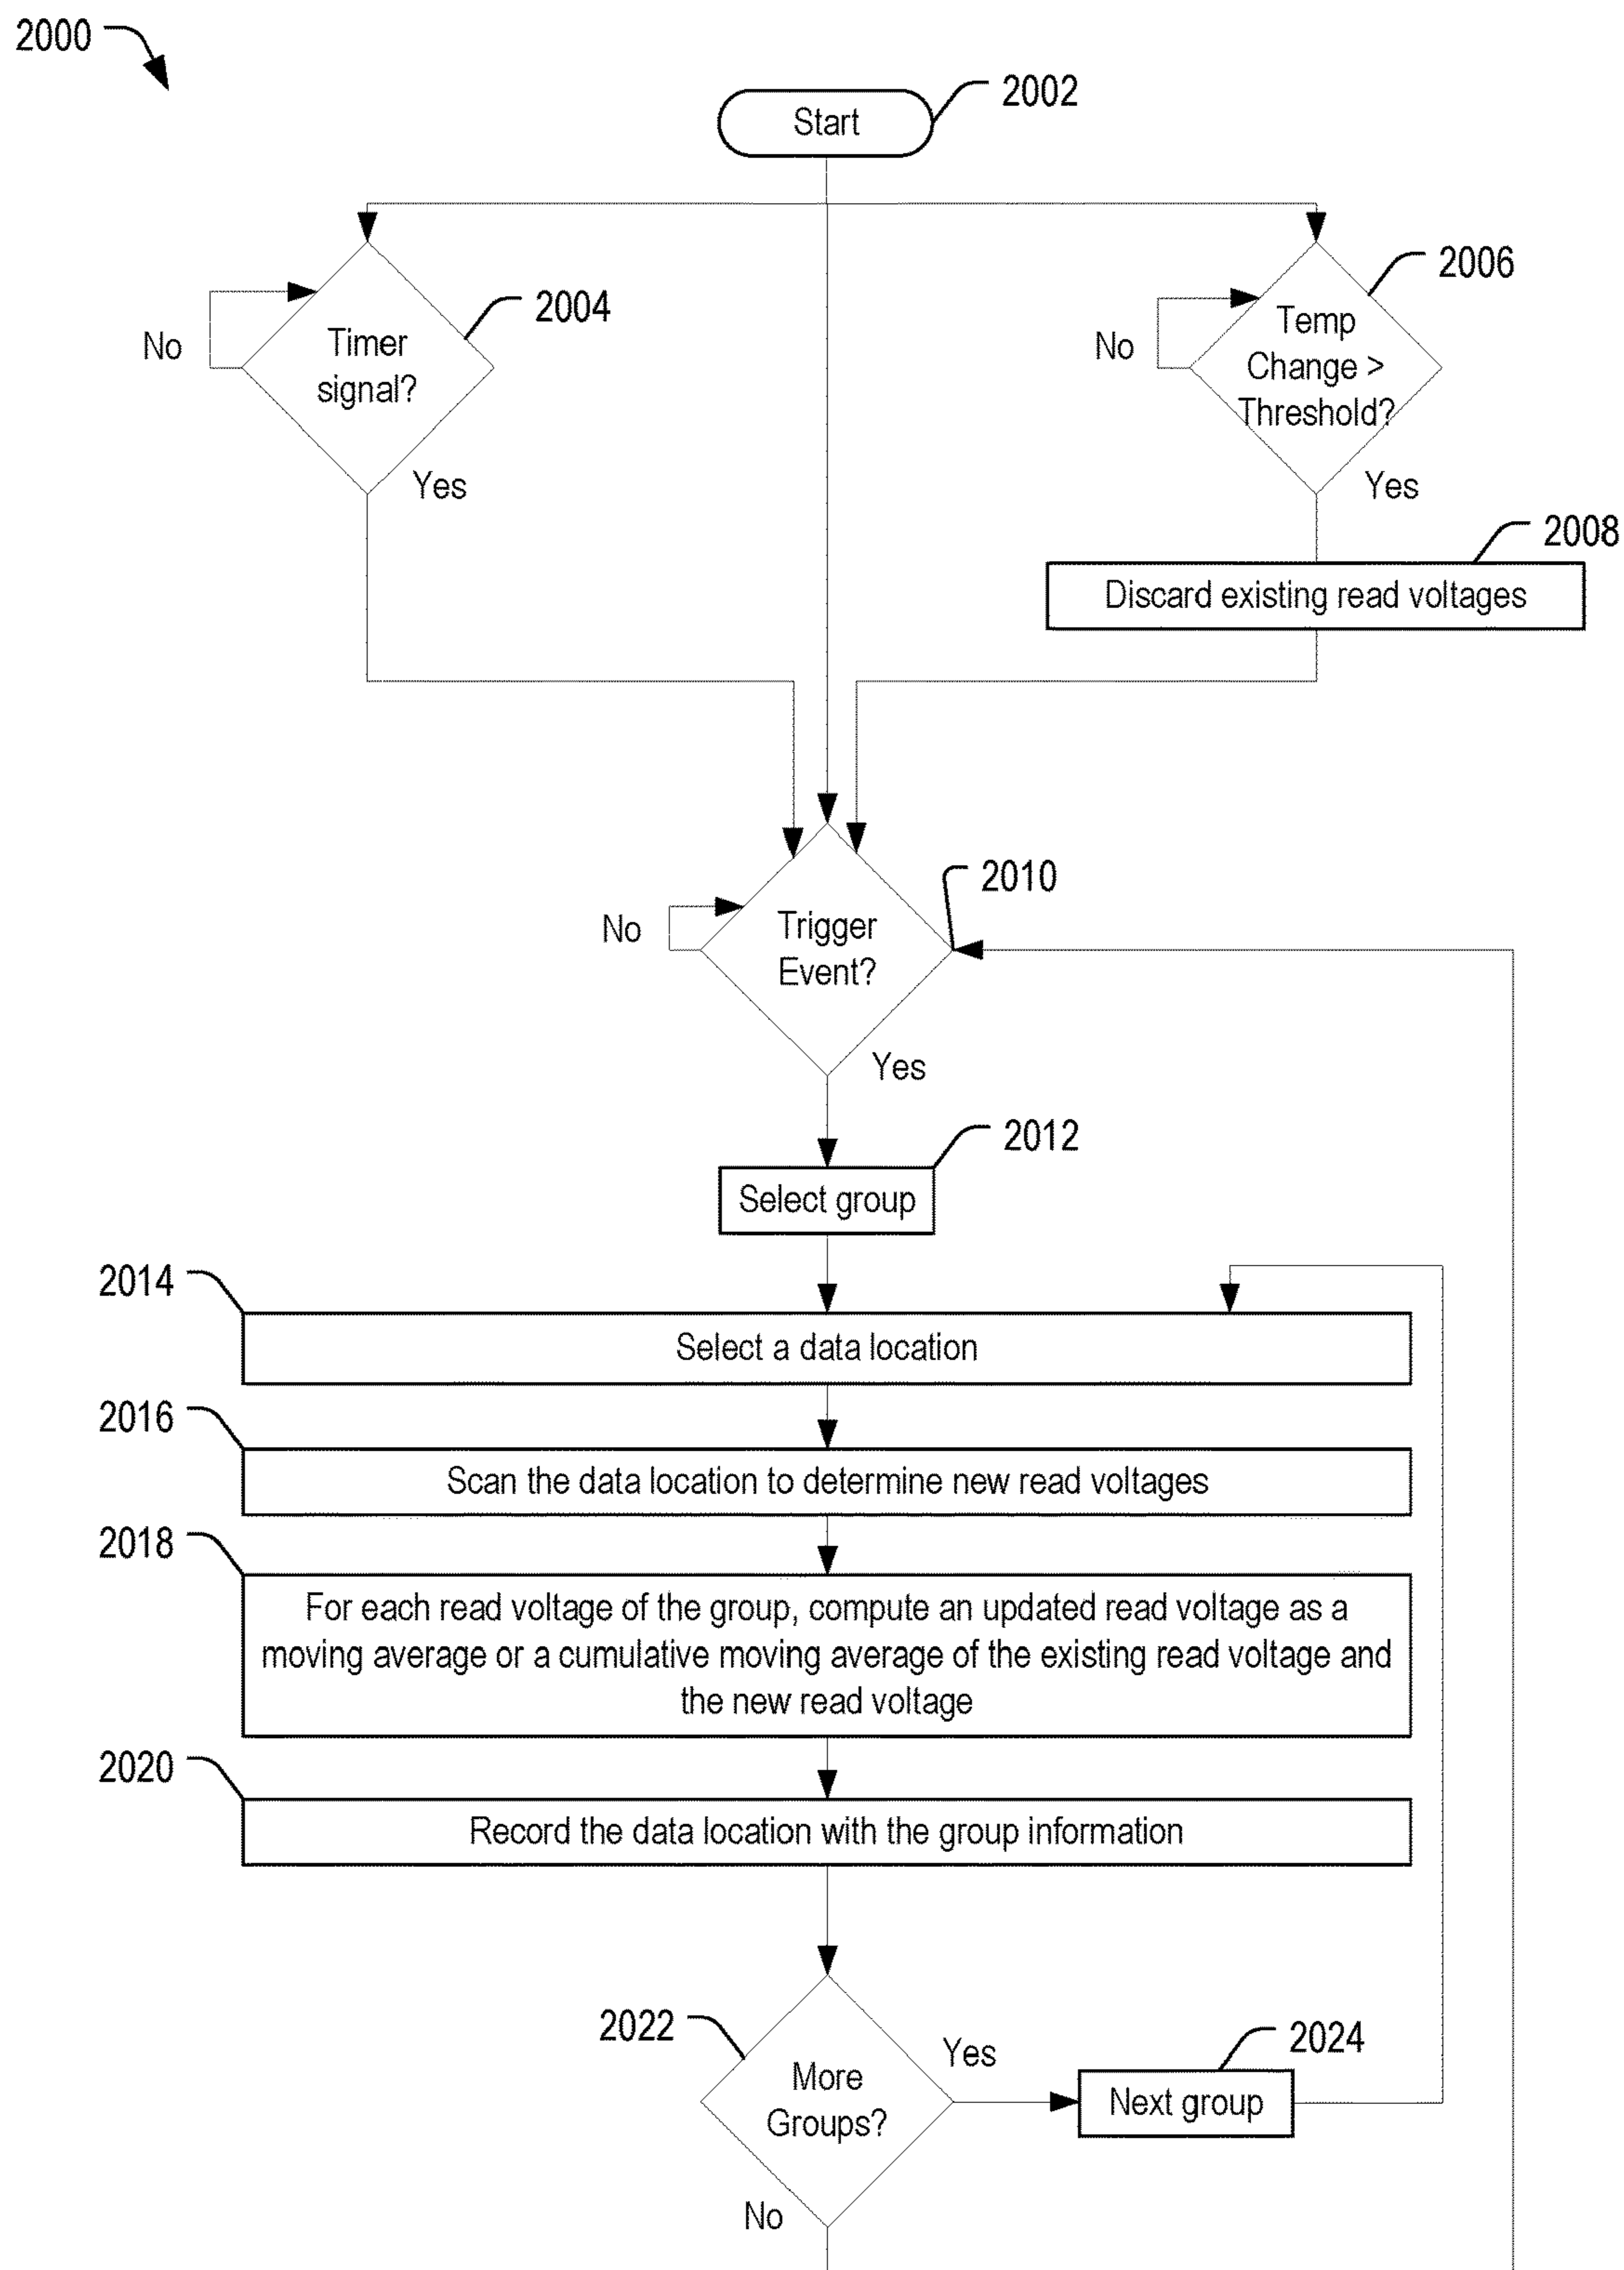 2000
2002
Start
2004
2006
No
Timer
signal?
No
Temp
Change >
Threshold?
Yes
Yes
2008
Discard existing read voltages
2010
No
Trigger
Event?
Yes
2012
Select group
2014
Select a data location
2016
Scan the data location to determine new read voltages
2018
For each read voltage of the group, compute an updated read voltage as a
moving average or a cumulative moving average of the existing read voltage and
the new read voltage
2020
Record the data location with the group information
2022
More
Groups?
Yes
2024
Next group
No